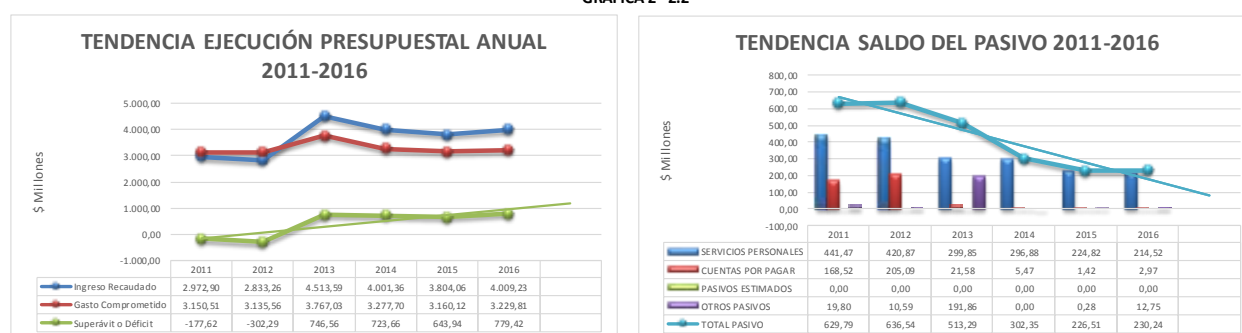 GRÁFICA 2 - 2.2
TENDENCIA EJECUCIÓN PRESUPUESTAL ANUAL
2011-2016
$ Millones
5.000,00
4.000,00
3.000,00
2.000,00
1.000,00
0,00
-1.000,00
2011 2012 2013 2014 2015 2016
Ingreso Recaudado 2.972,90 2.833,26 4.513,59 4.001,36 3.804,06 4.009,23
Gasto Comprometido 3.150,51 3.135,56 3.767,03 3.277,70 3.160,12 3.229,81
Superávit o Déficit -177,62 -302,29 746,56 723,66 643,94 779,42
TENDENCIA SALDO DEL PASIVO 2011-2016
$ Millones
800,00
700,00
600,00
500,00
400,00
300,00
200,00
100,00
0,00
-100,00
2011 2012 2013 2014 2015 2016
SERVICIOS PERSONALES 441,47 420,87 299,85 296,88 224,82 214,52
CUENTAS POR PAGAR 168,52 205,09 21,58 5,47 1,42 2,97
PASIVOS ESTIMADOS 0,00 0,00 0,00 0,00 0,00 0,00
OTROS PASIVOS 19,80 10,59 191,86 0,00 0,28 12,75
TOTAL PASIVO 629,79 636,54 513,29 302,35 226,51 230,24